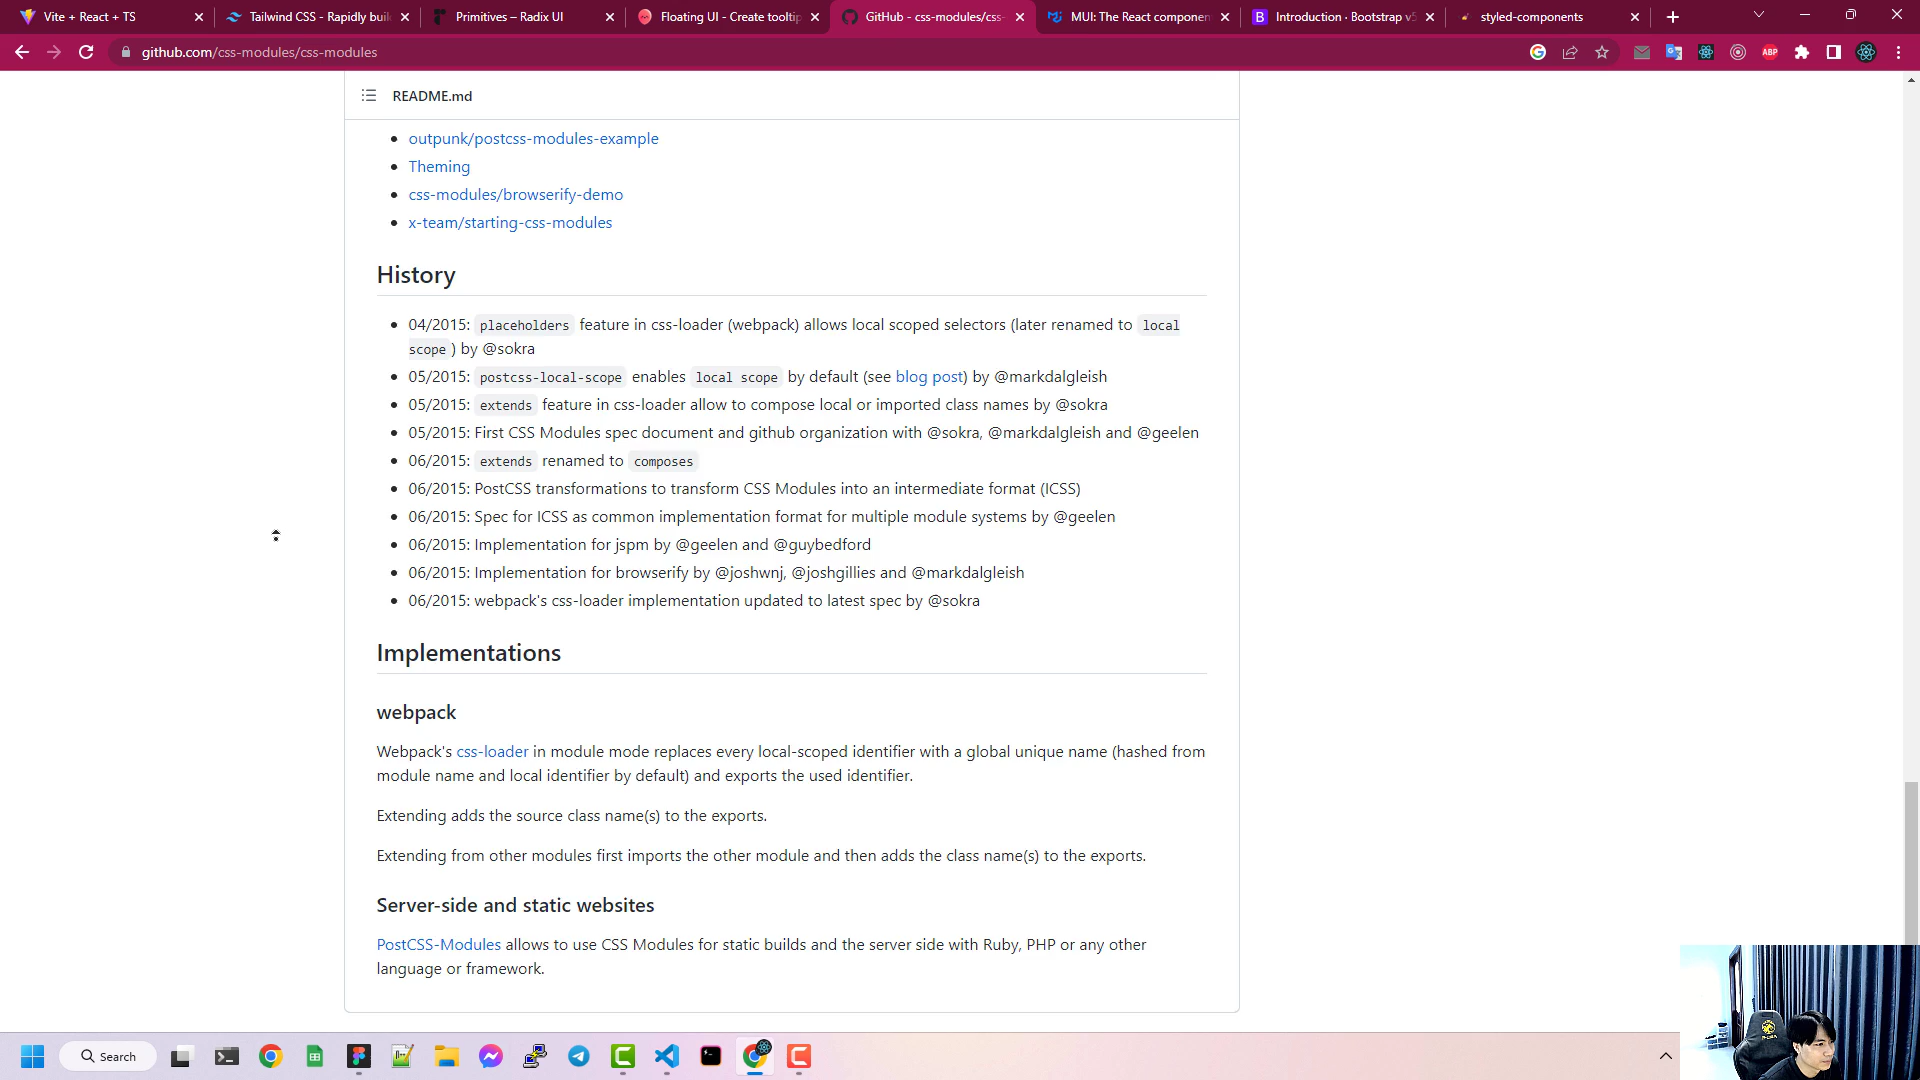 Vite + React + TS
Tailwind CSS - Rapidly buil
Primitives – Radix UI
Floating UI - Create tooltip
GitHub - css-modules/css-
MUI: The React componen
Introduction · Bootstrap v5
styled-components
github.com/css-modules/css-modules
README.md
outpunk/postcss-modules-example
Theming
css-modules/browserify-demo
x-team/starting-css-modules
History
04/2015: placeholders feature in css-loader (webpack) allows local scoped selectors (later renamed to local
scope ) by @sokra
05/2015: postcss-local-scope enables local scope by default (see blog post) by @markdalgleish
05/2015: extends feature in css-loader allow to compose local or imported class names by @sokra
05/2015: First CSS Modules spec document and github organization with @sokra, @markdalgleish and @geelen
06/2015: extends renamed to composes
06/2015: PostCSS transformations to transform CSS Modules into an intermediate format (ICSS)
06/2015: Spec for ICSS as common implementation format for multiple module systems by @geelen
06/2015: Implementation for jspm by @geelen and @guybedford
06/2015: Implementation for browserify by @joshwnj, @joshgillies and @markdalgleish
06/2015: webpack's css-loader implementation updated to latest spec by @sokra
Implementations
webpack
Webpack's css-loader in module mode replaces every local-scoped identifier with a global unique name (hashed from
module name and local identifier by default) and exports the used identifier.
Extending adds the source class name(s) to the exports.
Extending from other modules first imports the other module and then adds the class name(s) to the exports.
Server-side and static websites
PostCSS-Modules allows to use CSS Modules for static builds and the server side with Ruby, PHP or any other
language or framework.
Search